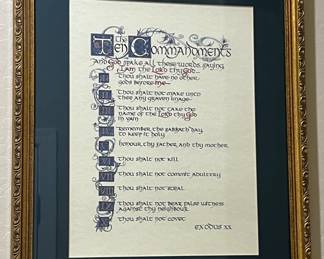 the
Ten Commandments
and God spake all these words, saying
I am the Lord thy God...
Thou shalt have no other
gods before me
Thou shalt not make unto
thee any graven image
Thou shalt not take the
name of the Lord thy God
in vain
Remember the sabbath day
to keep it holy
Honour thy father and thy mother
Thou shalt not kill
Thou shalt not commit adultery
Thou shalt not steal
Thou shalt not bear false witness
against thy neighbour
Thou shalt not covet
EXODUS XX